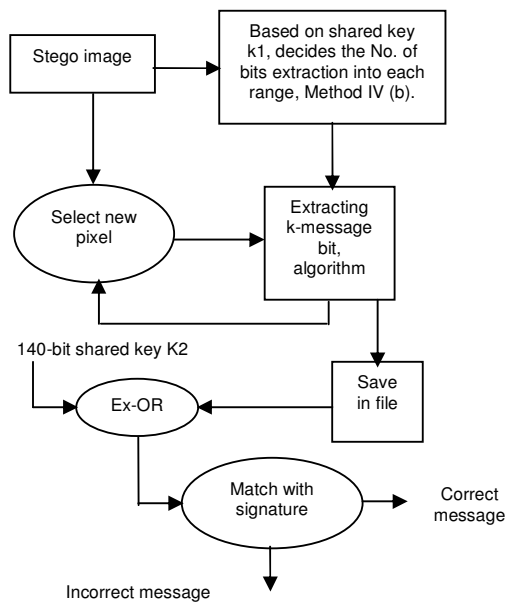 Stego image
Based on shared key
k1, decides the No. of
bits extraction into each
range, Method IV (b).
Select new
pixel
Extracting
k-message
bit,
algorithm
140-bit shared key K2
Save
in file
Ex-OR
Match with
signature
Correct
message
Incorrect message